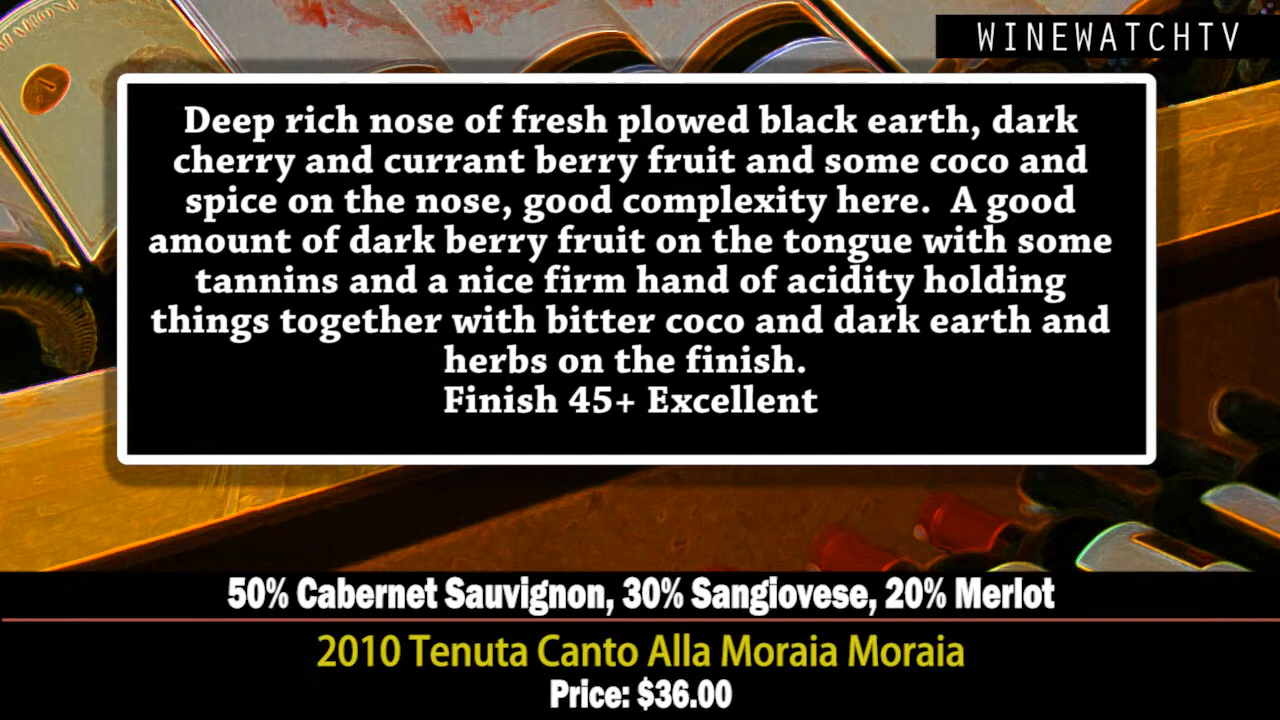 WINEWATCHTV
Deep rich nose of fresh plowed black earth, dark
cherry and currant berry fruit and some coco and
spice on the nose, good complexity here.  A good
amount of dark berry fruit on the tongue with some
tannins and a nice firm hand of acidity holding
things together with bitter coco and dark earth and
herbs on the finish.
Finish 45+ Excellent
50% Cabernet Sauvignon, 30% Sangiovese, 20% Merlot
2010 Tenuta Canto Alla Moraia Moraia
Price: $36.00